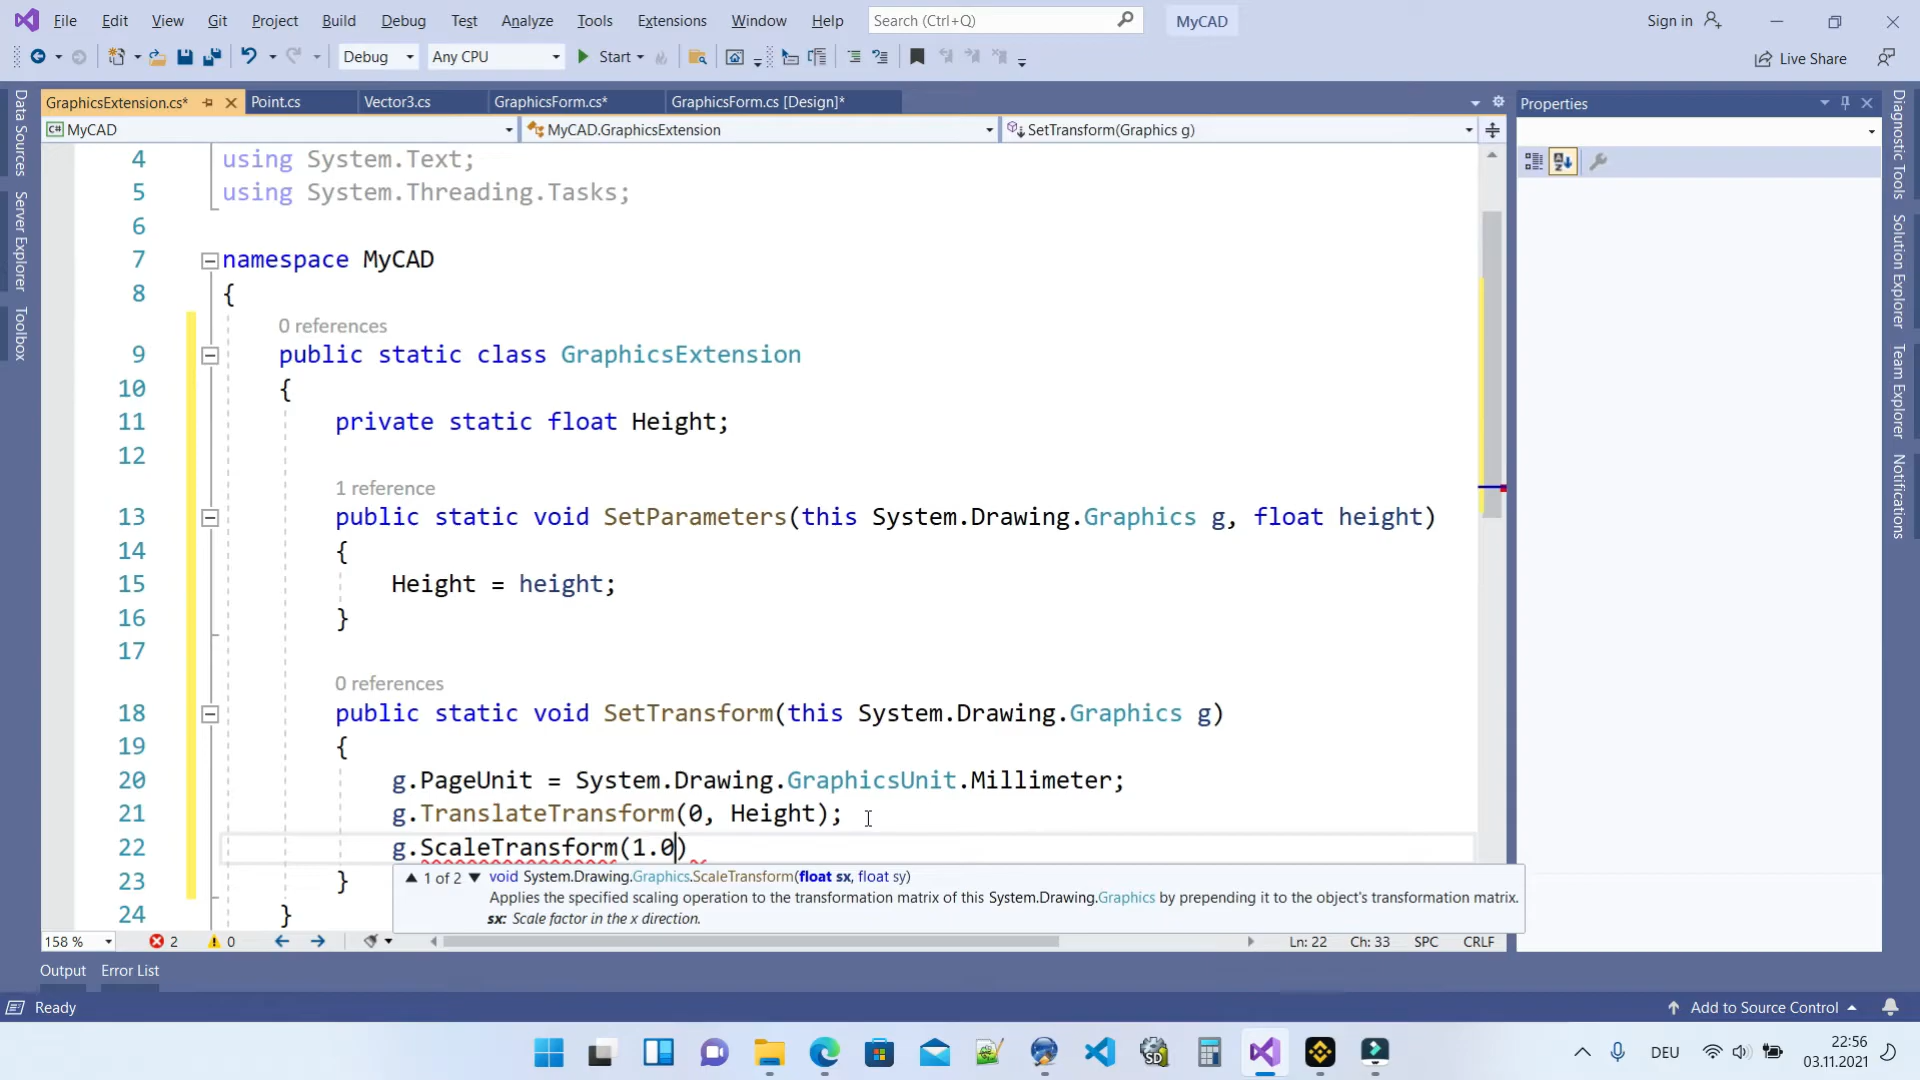 File Edit View Git Project Build Debug Test Analyze Tools Extensions Window Help Search (Ctrl+Q) MyCAD Sign in
Debug Any CPU Start Live Share
GraphicsExtension.cs* Point.cs Vector3.cs GraphicsForm.cs* GraphicsForm.cs [Design]* Properties
C# MyCAD MyCAD.GraphicsExtension SetTransform(Graphics g)
Data Sources
Server Explorer
Toolbox
4 using System.Text;
5 using System.Threading.Tasks;
6
7 namespace MyCAD
8 {
0 references
9 public static class GraphicsExtension
10 {
11 private static float Height;
12
1 reference
13 public static void SetParameters(this System.Drawing.Graphics g, float height)
14 {
15 Height = height;
16 }
17
0 references
18 public static void SetTransform(this System.Drawing.Graphics g)
19 {
20 g.PageUnit = System.Drawing.GraphicsUnit.Millimeter;
21 g.TranslateTransform(0, Height);
22 g.ScaleTransform(1.0)
23 }
24 }
1 of 2 void System.Drawing.Graphics.ScaleTransform(float sx, float sy)
Applies the specified scaling operation to the transformation matrix of this System.Drawing.Graphics by prepending it to the object's transformation matrix.
sx: Scale factor in the x direction.
158 % 2 0 Ln: 22 Ch: 33 SPC CRLF
Diagnostic Tools
Solution Explorer
Team Explorer
Notifications
Output Error List
Ready Add to Source Control
SD
DEU 22:56
03.11.2021